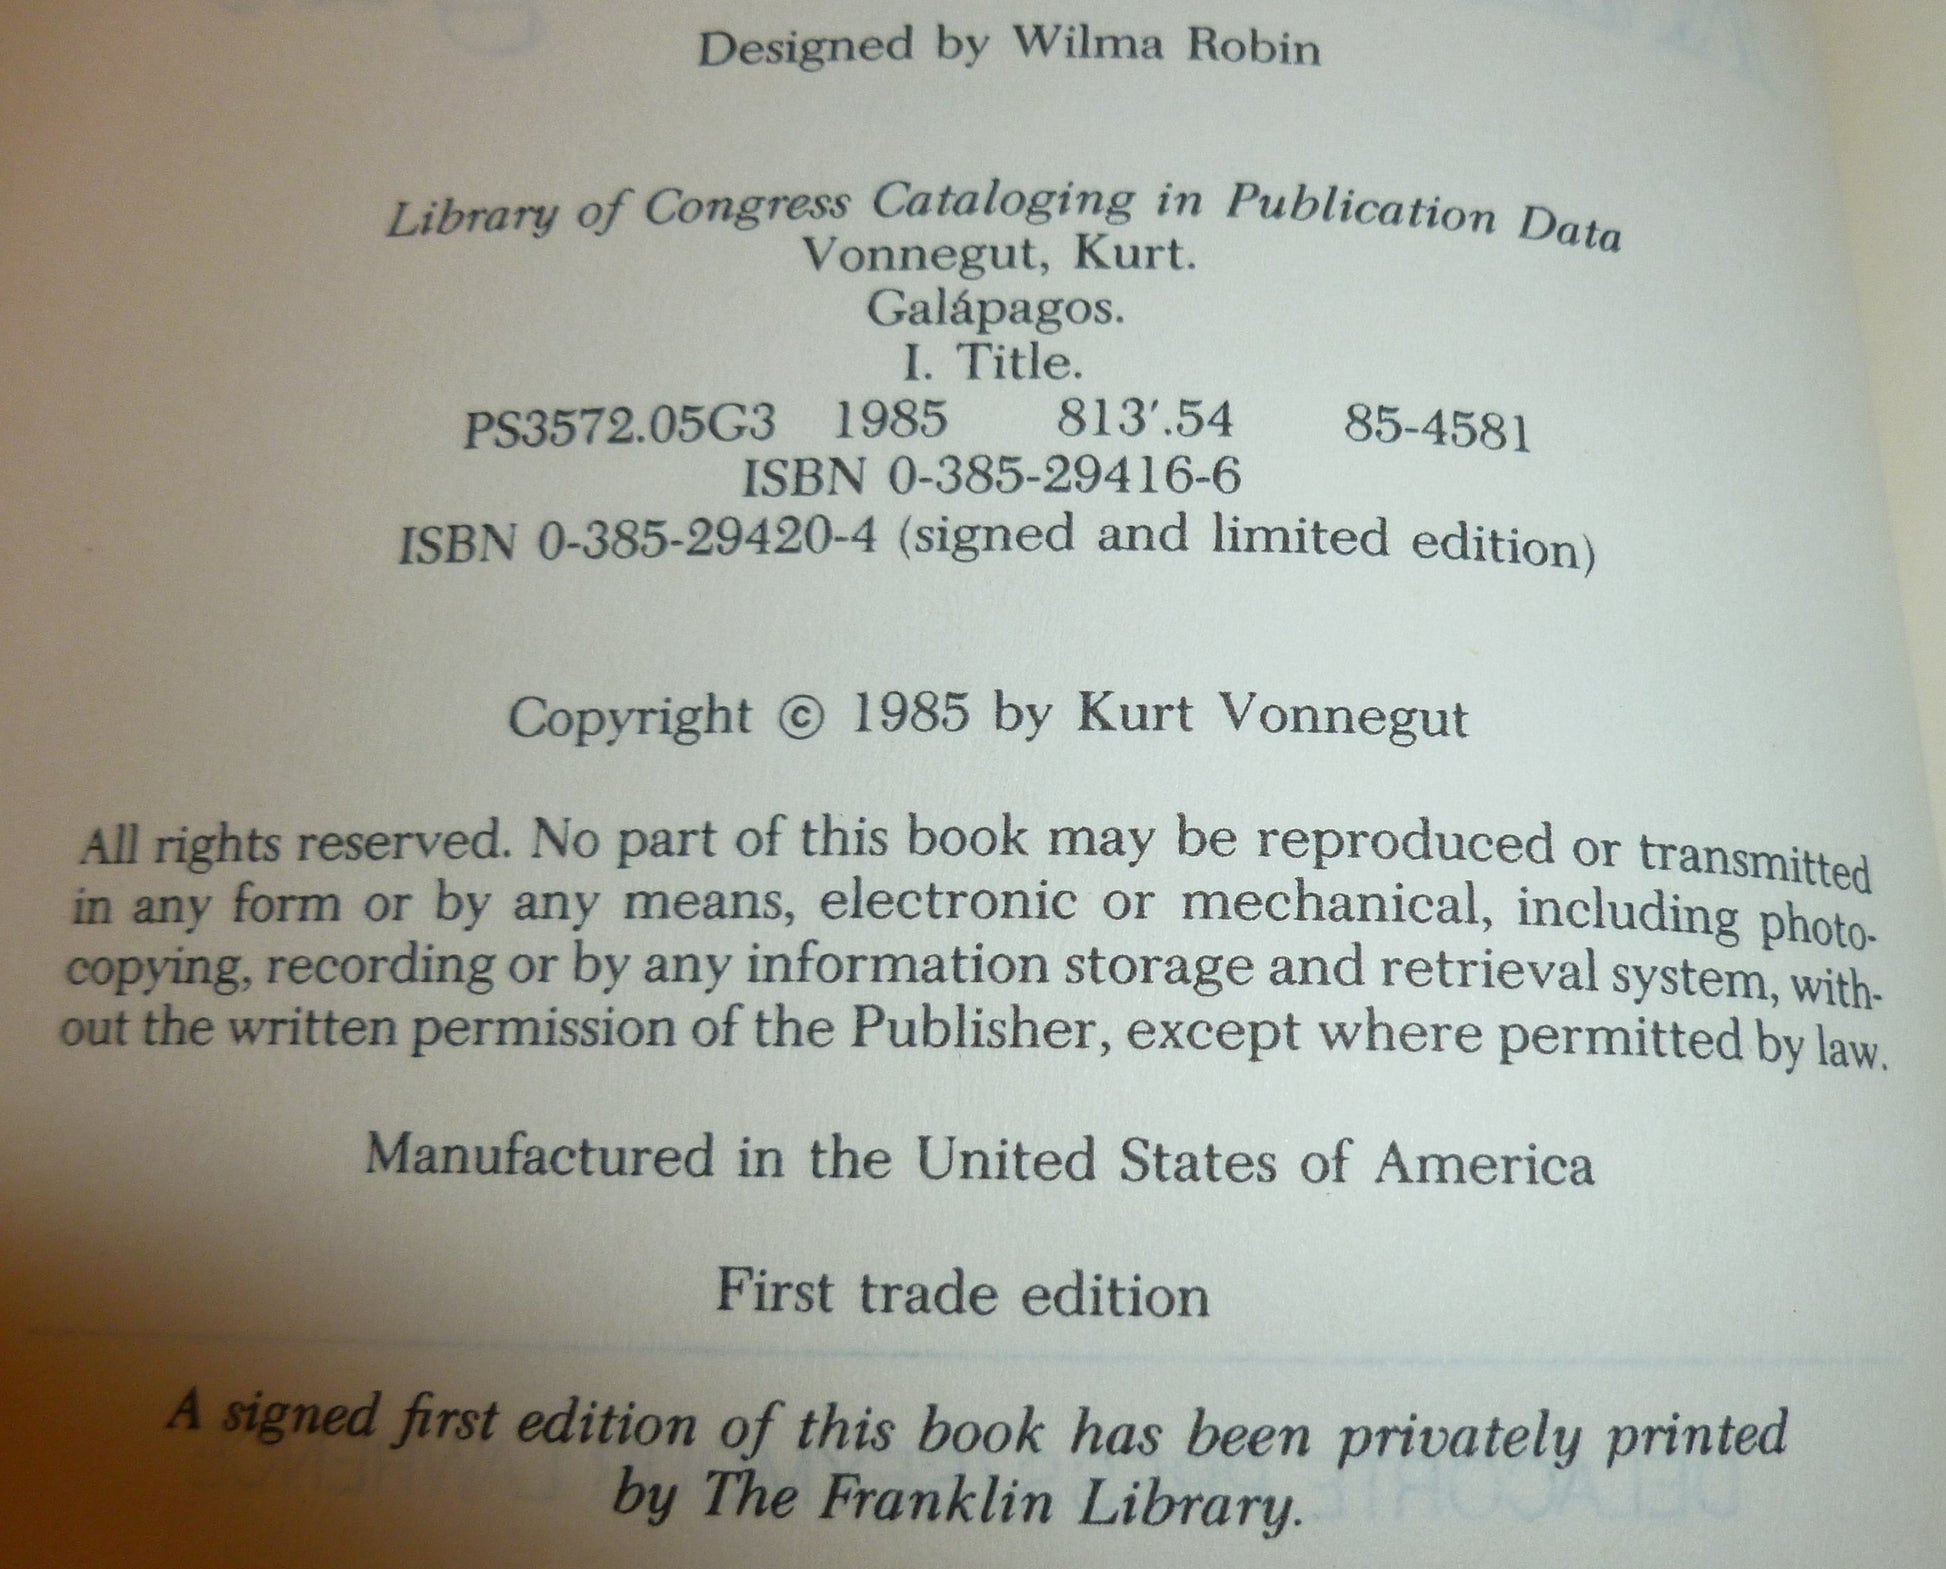 Designed by Wilma Robin
Library of Congress Cataloging in Publication Data
Vonnegut, Kurt.
Galápagos.
I. Title.
PS3572.05G3 1985 813′.54 85-4581
ISBN 0-385-29416-6
ISBN 0-385-29420-4 (signed and limited edition)
Copyright © 1985 by Kurt Vonnegut
All rights reserved. No part of this book may be reproduced or transmitted
in any form or by any means, electronic or mechanical, including photo-
copying, recording or by any information storage and retrieval system, with-
out the written permission of the Publisher, except where permitted by law.
Manufactured in the United States of America
First trade edition
A signed first edition of this book has been privately printed
by The Franklin Library.